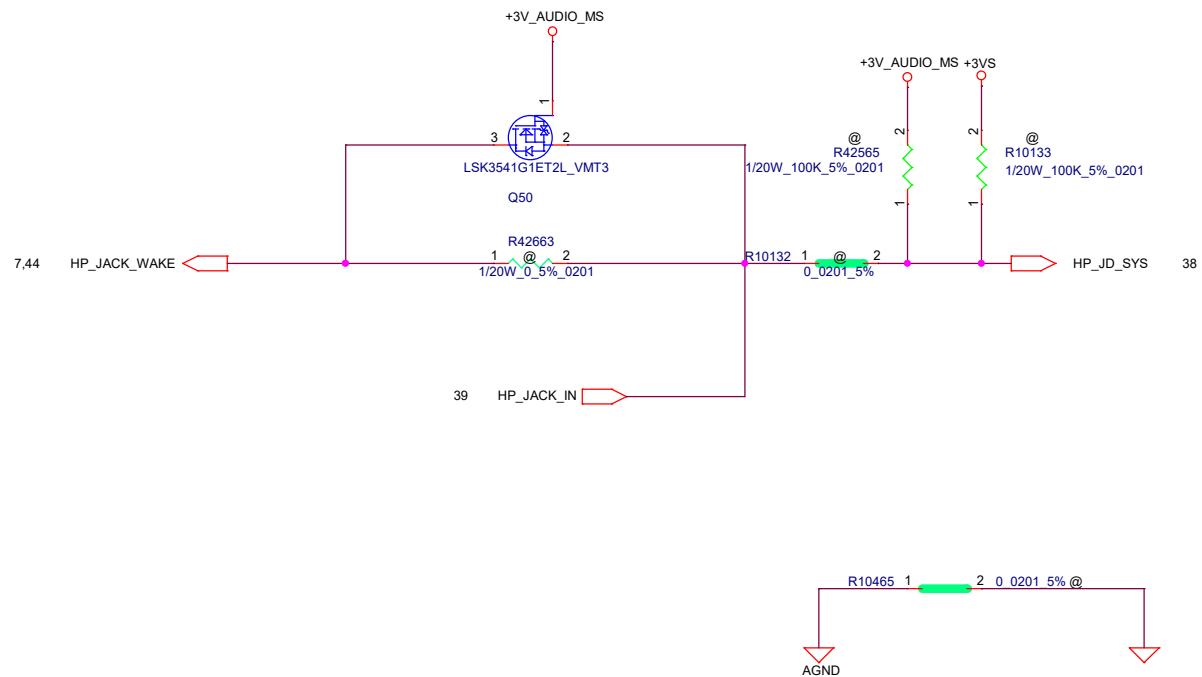 +3V_AUDIO_MS
+3V_AUDIO_MS
+3VS
1
3
2
LSK3541G1ET2L_VMT3
Q50
@
R42565
1/20W_100K_5%_0201
2
1
2
@
R10133
1/20W_100K_5%_0201
1
7,44 HP_JACK_WAKE
R42663
1 @ 2
1/20W_0_5%_0201
R10132 1 @ 2
0_0201_5%
HP_JD_SYS 38
39 HP_JACK_IN
R10465 1 2 0_0201_5% @
AGND